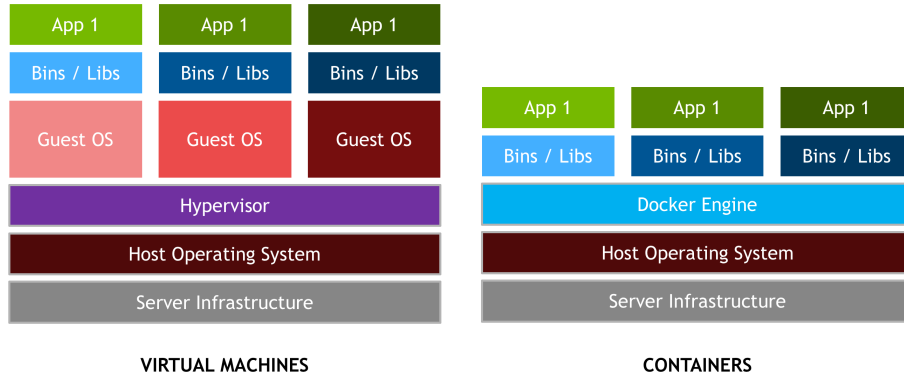 App 1 App 1 App 1
Bins / Libs Bins / Libs Bins / Libs
Guest OS Guest OS Guest OS
Hypervisor
Host Operating System
Server Infrastructure
VIRTUAL MACHINES
App 1 App 1 App 1
Bins / Libs Bins / Libs Bins / Libs
Docker Engine
Host Operating System
Server Infrastructure
CONTAINERS